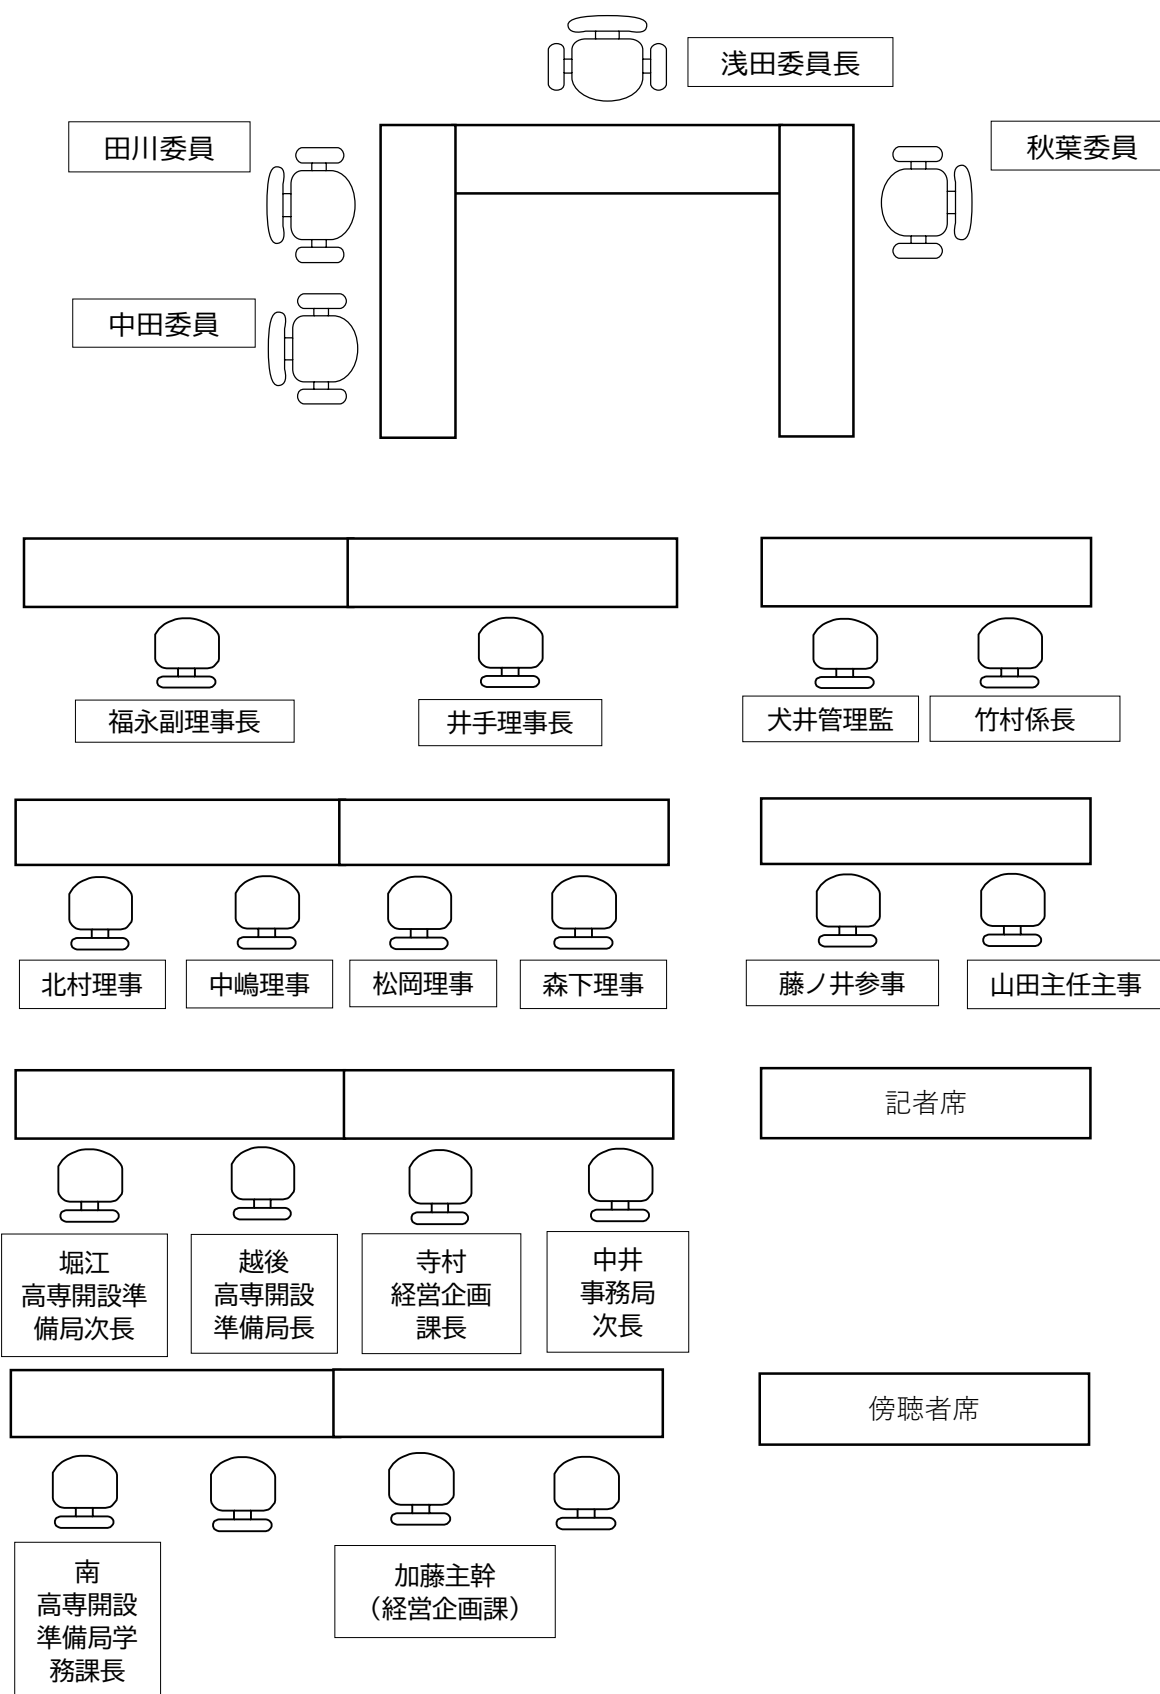 浅田委員長
田川委員
秋葉委員
中田委員
福永副理事長
井手理事長
犬井管理監
竹村係長
北村理事
中嶋理事
松岡理事
森下理事
藤ノ井参事
山田主任主事
記者席
堀江
高専開設準
備局次長
越後
高専開設
準備局長
寺村
経営企画
課長
中井
事務局
次長
傍聴者席
南
高専開設
準備局学
務課長
加藤主幹
（経営企画課）